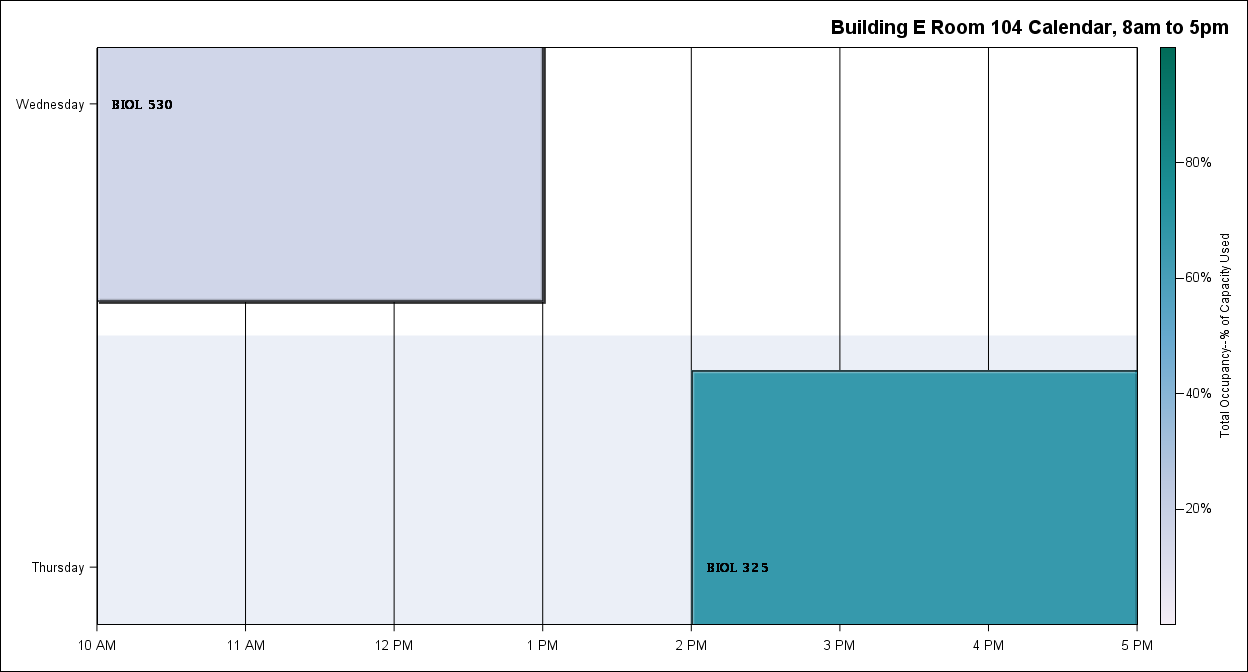 Building E Room 104 Calendar, 8am to 5pm
Wednesday
BIOL 530
Thursday
BIOL 325
10 AM
11 AM
12 PM
1 PM
2 PM
3 PM
4 PM
5 PM
80%
60%
40%
20%
Total Occupancy--% of Capacity Used